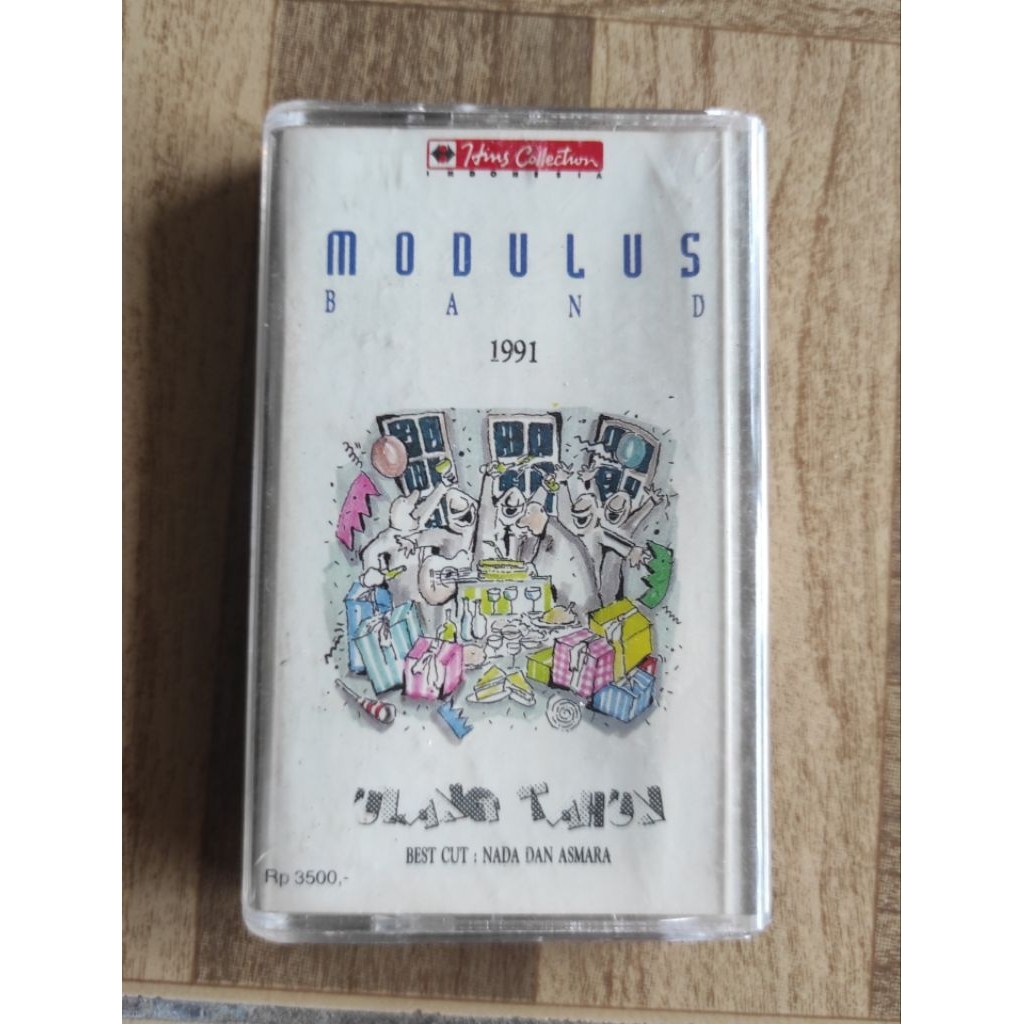 Hins Collection
INDONESIA
MODULUS
BAND
1991
ULANG TAHUN
BEST CUT : NADA DAN ASMARA
Rp 3500,-